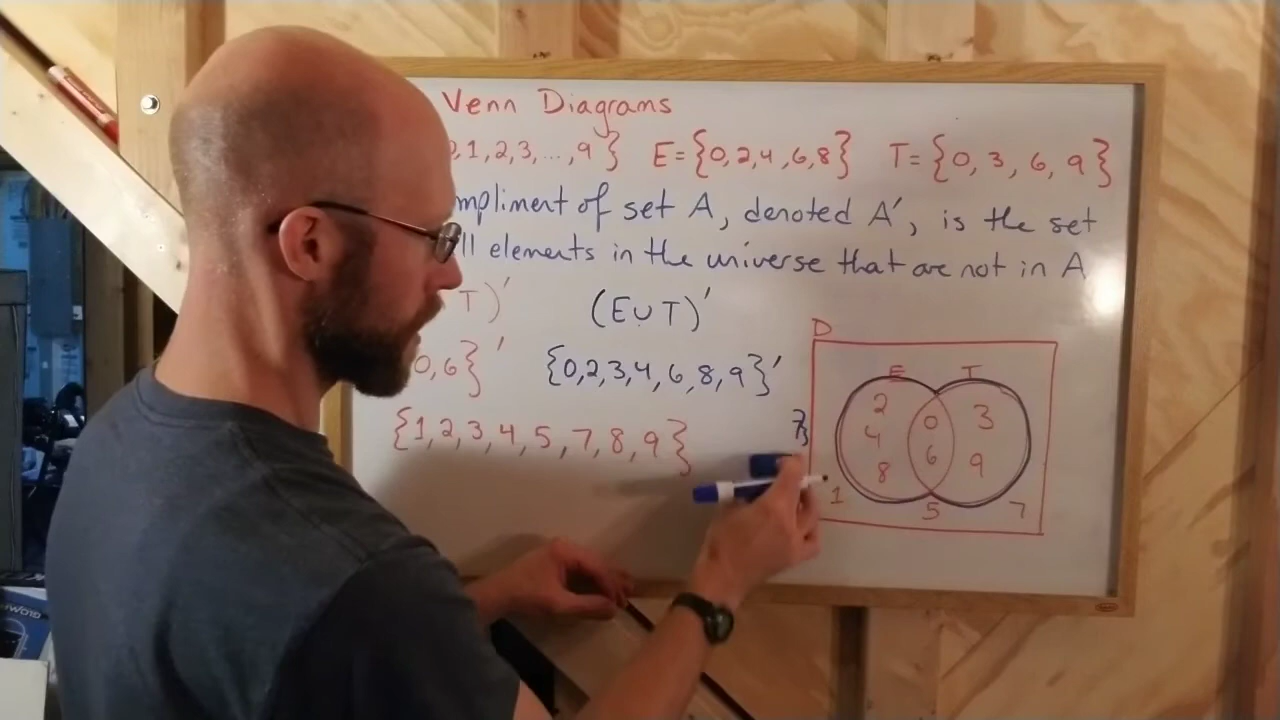 Venn Diagrams
0,1,2,3,...,9} E={0,2,4,6,8} T={0, 3, 6, 9}
mpliment of set A, denoted A', is the set
ll elements in the universe that are not in A
T)' (E∪T)'
0,6}' {0,2,3,4,6,8,9}'
{1,2,3,4,5,7,8,9}
D
E T
2 0 3
4 6 9
8
1 5 7
7}